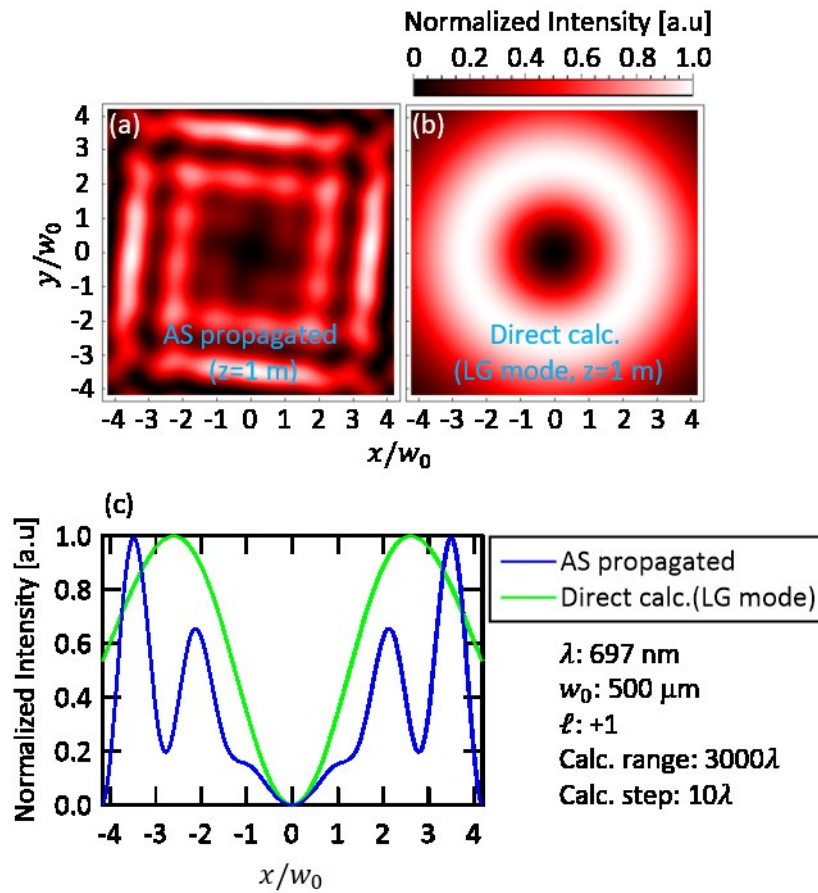 Normalized Intensity [a.u]
0 0.2 0.4 0.6 0.8 1.0
(a)
(b)
4
3
2
1
0
-1
-2
-3
-4
y/w₀
AS propagated
(z=1 m)
Direct calc.
(LG mode, z=1 m)
-4 -3 -2 -1 0 1 2 3 4
-4 -3 -2 -1 0 1 2 3 4
x/w₀
(c)
Normalized Intensity [a.u]
1.0
0.8
0.6
0.4
0.2
0.0
-4 -3 -2 -1 0 1 2 3 4
x/w₀
AS propagated
Direct calc.(LG mode)
λ: 697 nm
w₀: 500 μm
ℓ: +1
Calc. range: 3000λ
Calc. step: 10λ